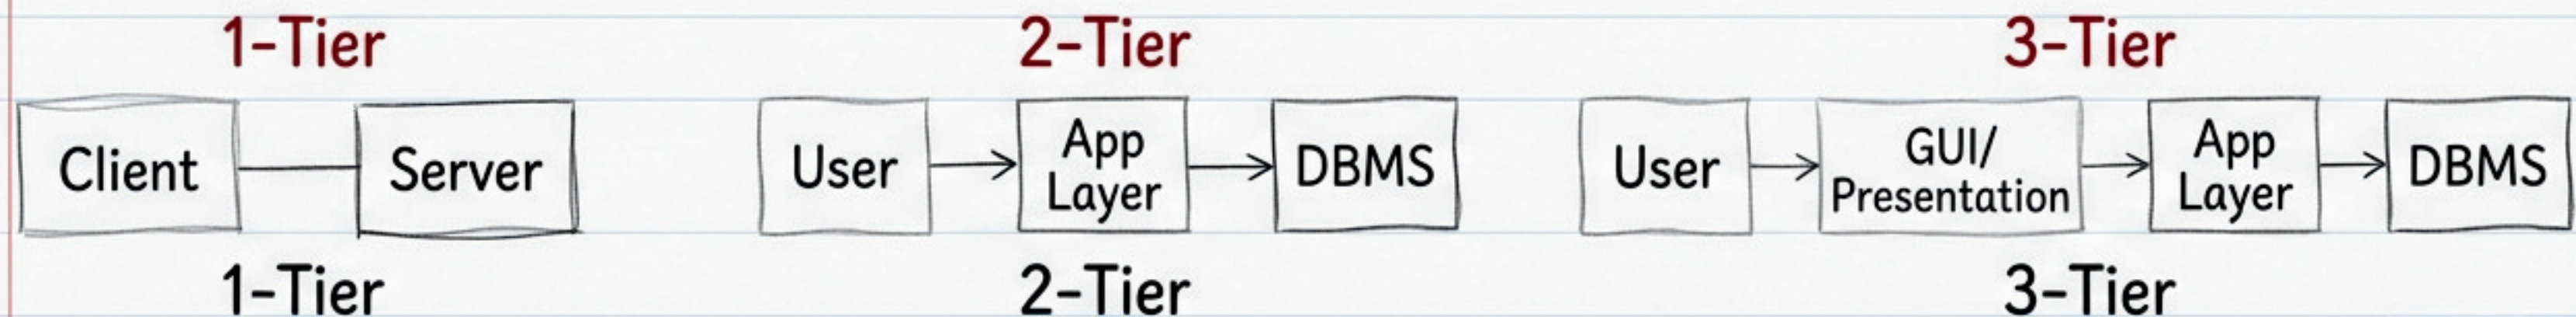 1-Tier
2-Tier
3-Tier
Client
Server
User
App
Layer
DBMS
User
GUI/
Presentation
App
Layer
DBMS
1-Tier
2-Tier
3-Tier